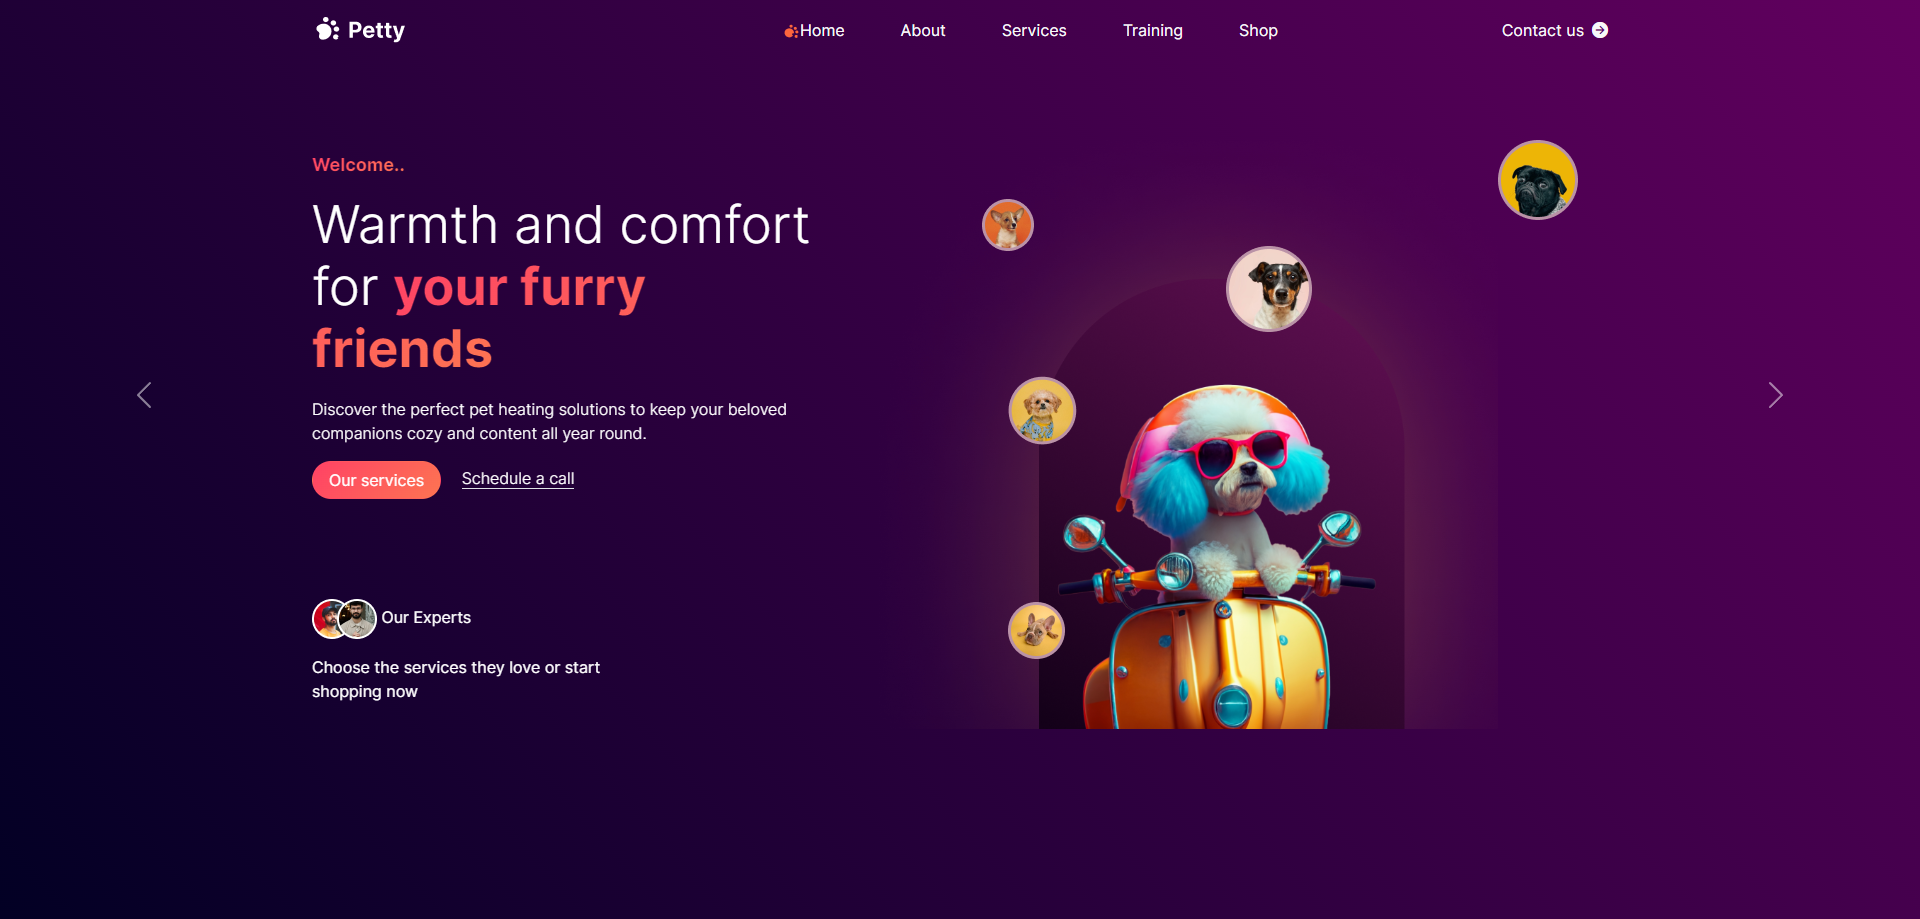 Petty
Home
About
Services
Training
Shop
Contact us
Welcome..
Warmth and comfort
for your furry
friends
Discover the perfect pet heating solutions to keep your beloved
companions cozy and content all year round.
Our services
Schedule a call
Our Experts
Choose the services they love or start
shopping now